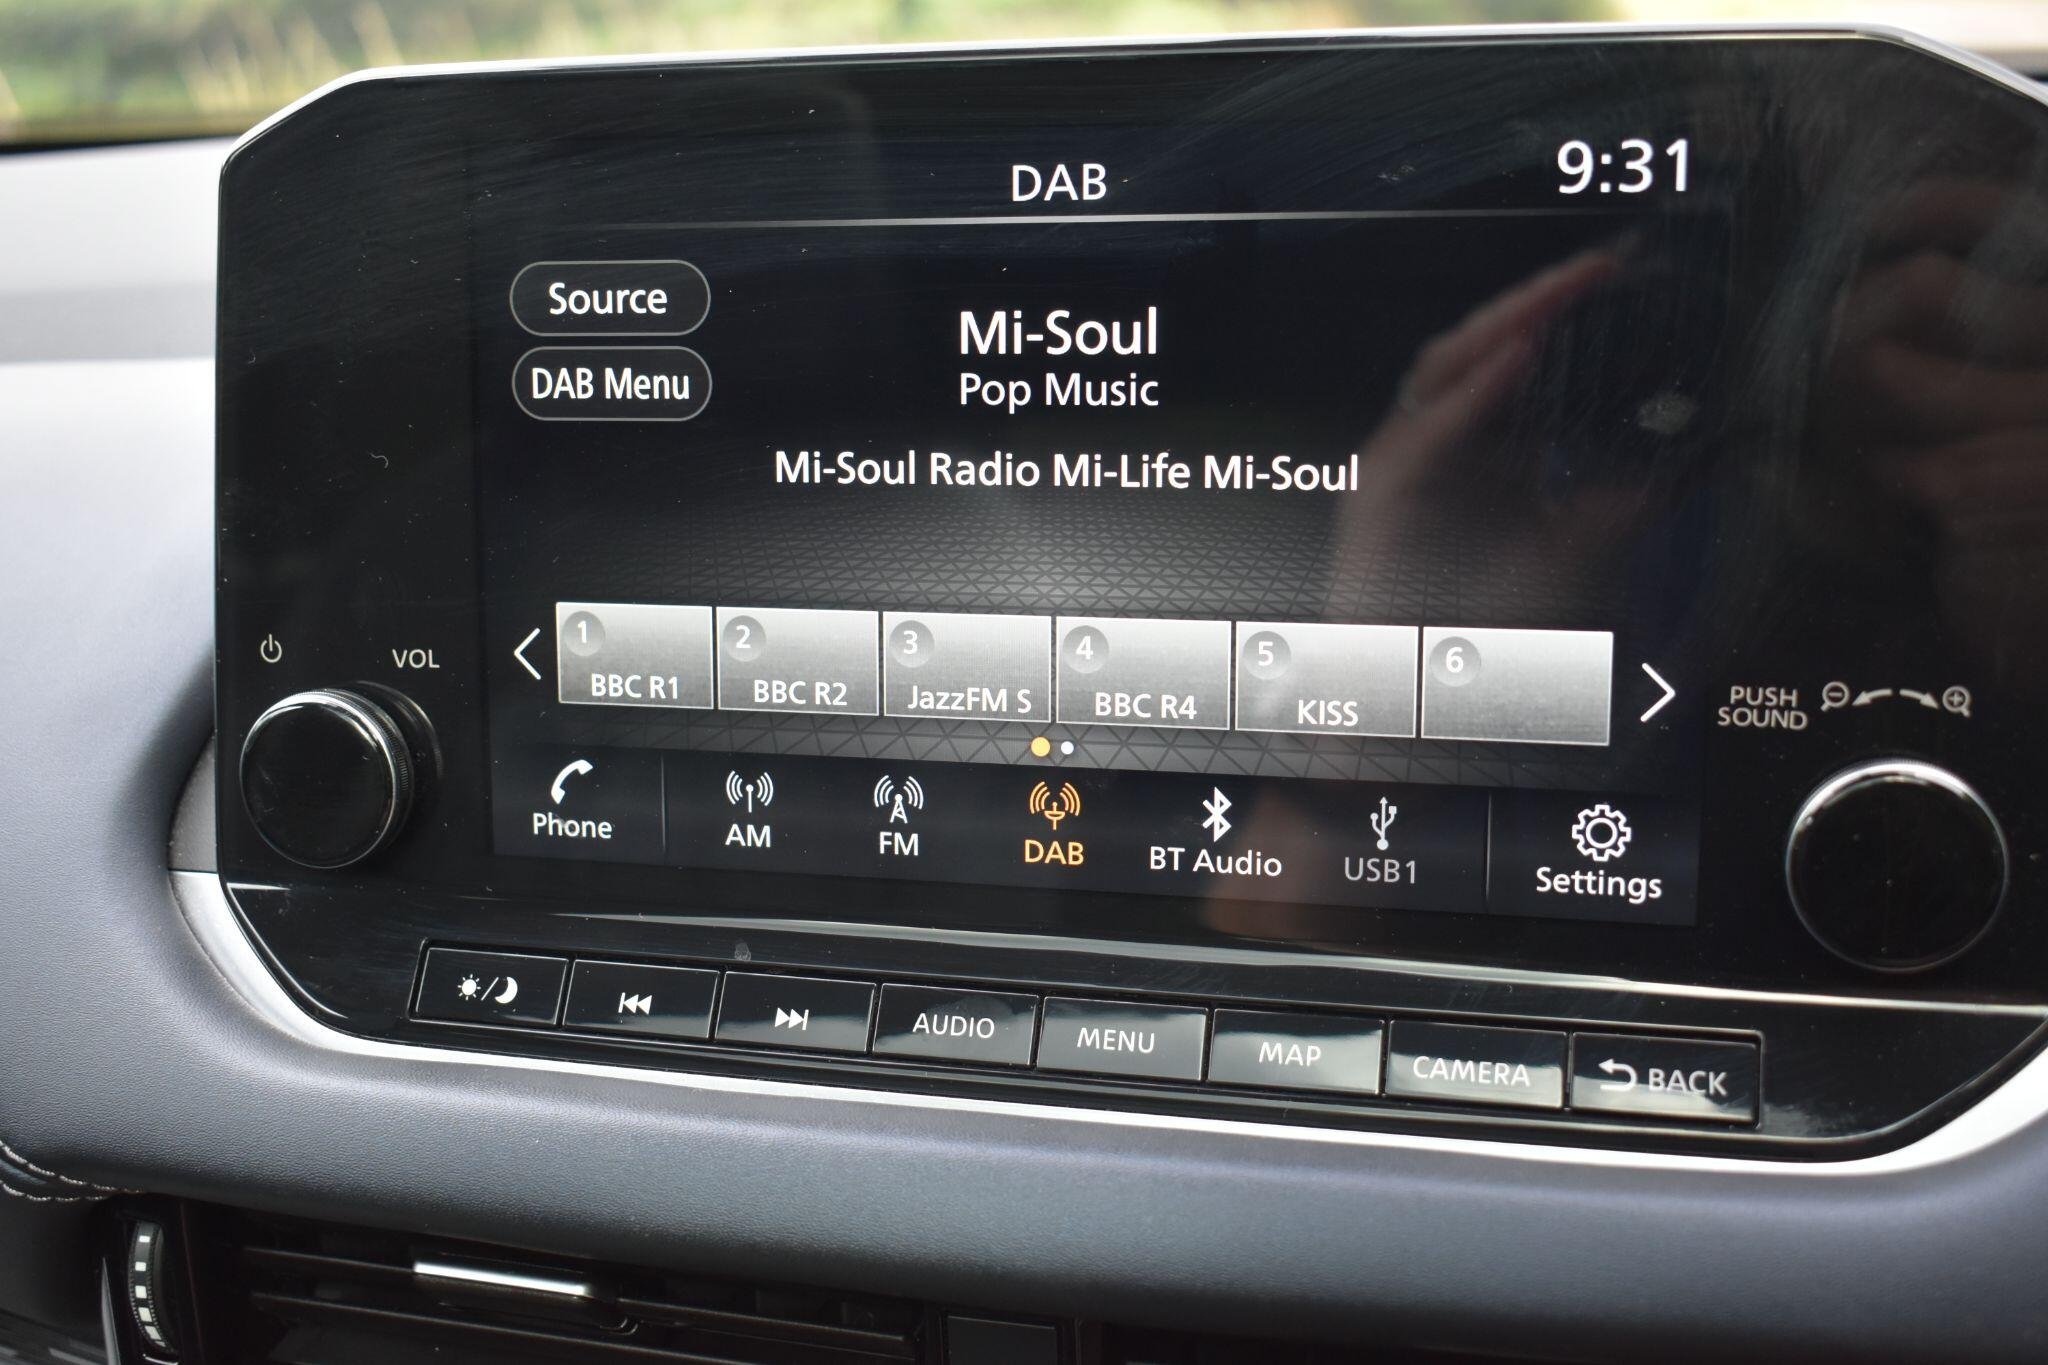 DAB
9:31
Source
DAB Menu
Mi-Soul
Pop Music
Mi-Soul Radio Mi-Life Mi-Soul
1
BBC R1
2
BBC R2
3
JazzFM S
4
BBC R4
5
KISS
6
VOL
PUSH
SOUND
Phone
AM
FM
DAB
BT Audio
USB1
Settings
AUDIO
MENU
MAP
CAMERA
BACK